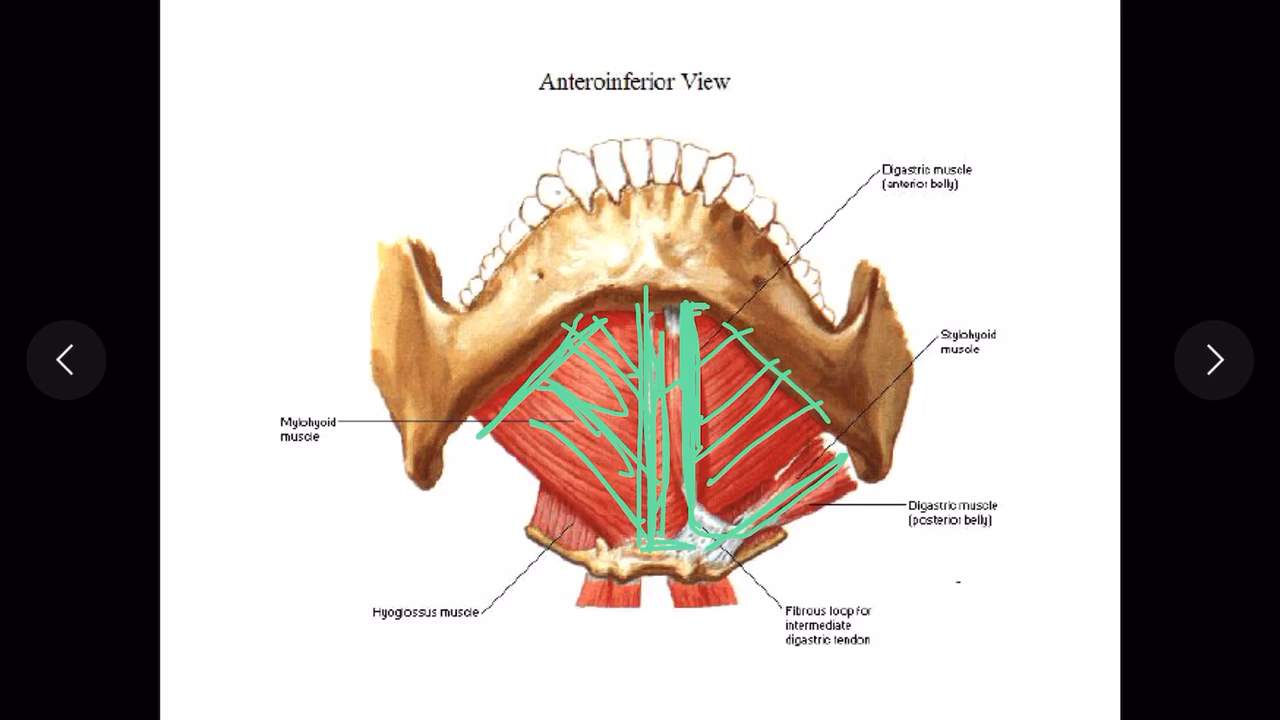 Anteroinferior View
Digastric muscle
(anterior belly)
Stylohyoid
muscle
Mylohyoid
muscle
Digastric muscle
(posterior belly)
Hyoglossus muscle
Fibrous loop for
intermediate
digastric tendon